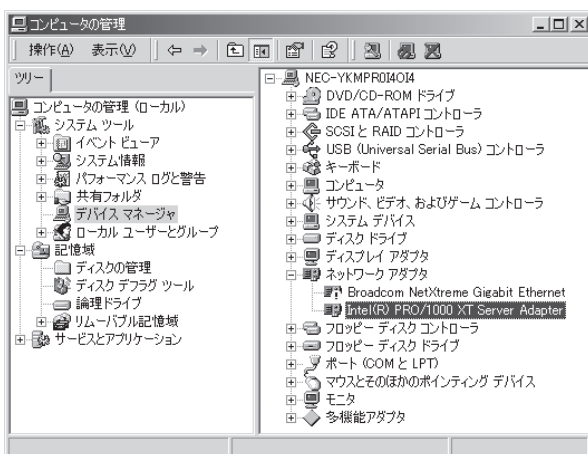 コンピュータの管理
操作(A) 表示(V)
ツリー
コンピュータの管理 (ローカル)
システム ツール
イベント ビューア
システム情報
パフォーマンス ログと警告
共有フォルダ
デバイス マネージャ
ローカル ユーザーとグループ
記憶域
ディスクの管理
ディスク デフラグ ツール
論理ドライブ
リムーバブル記憶域
サービスとアプリケーション
NEC-YKMPR0I4OI4
DVD/CD-ROM ドライブ
IDE ATA/ATAPI コントローラ
SCSI と RAID コントローラ
USB (Universal Serial Bus) コントローラ
キーボード
コンピュータ
サウンド、ビデオ、およびゲーム コントローラ
システム デバイス
ディスク ドライブ
ディスプレイ アダプタ
ネットワーク アダプタ
Broadcom NetXtreme Gigabit Ethernet
Intel(R) PRO/1000 XT Server Adapter
フロッピー ディスク コントローラ
フロッピー ディスク ドライブ
ポート (COM と LPT)
マウスとそのほかのポインティング デバイス
モニタ
多機能アダプタ